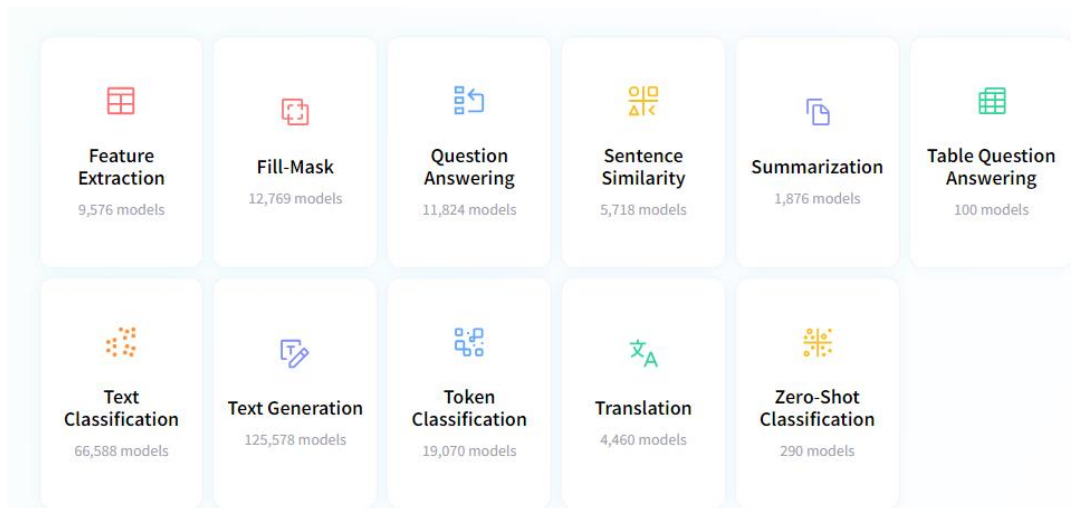 Feature
Extraction
9,576 models
Fill-Mask
12,769 models
Question
Answering
11,824 models
Sentence
Similarity
5,718 models
Summarization
1,876 models
Table Question
Answering
100 models
Text
Classification
66,588 models
Text Generation
125,578 models
Token
Classification
19,070 models
Translation
4,460 models
Zero-Shot
Classification
290 models